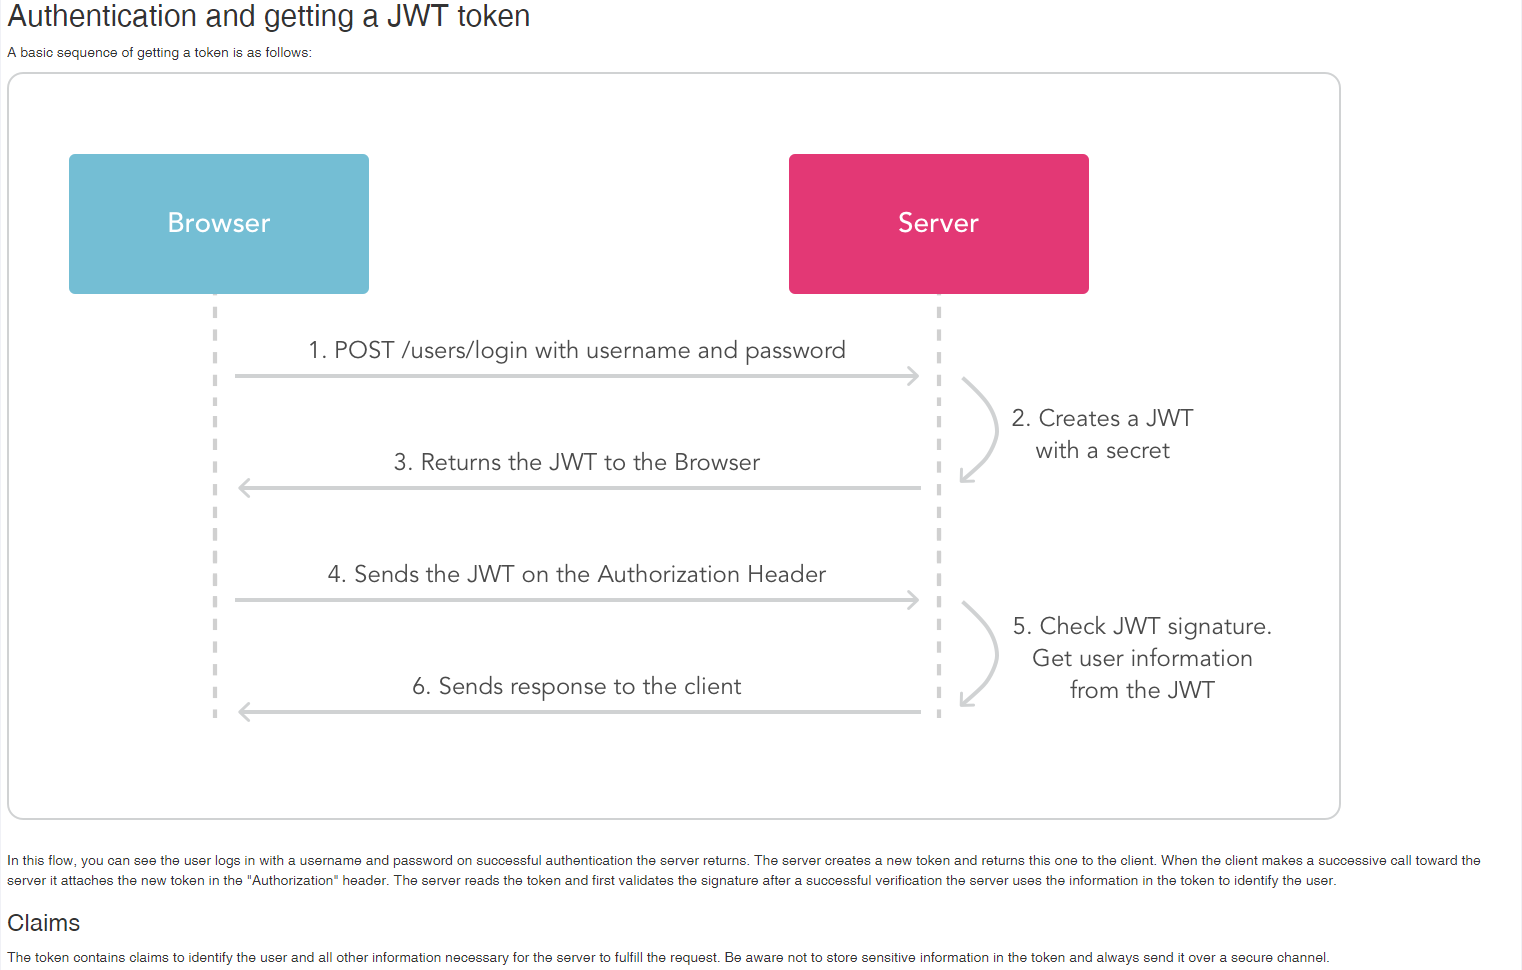 Authentication and getting a JWT token
A basic sequence of getting a token is as follows:
Browser
Server
1. POST /users/login with username and password
2. Creates a JWT
with a secret
3. Returns the JWT to the Browser
4. Sends the JWT on the Authorization Header
5. Check JWT signature.
Get user information
from the JWT
6. Sends response to the client
In this flow, you can see the user logs in with a username and password on successful authentication the server returns. The server creates a new token and returns this one to the client. When the client makes a successive call toward the
server it attaches the new token in the "Authorization" header. The server reads the token and first validates the signature after a successful verification the server uses the information in the token to identify the user.
Claims
The token contains claims to identify the user and all other information necessary for the server to fulfill the request. Be aware not to store sensitive information in the token and always send it over a secure channel.